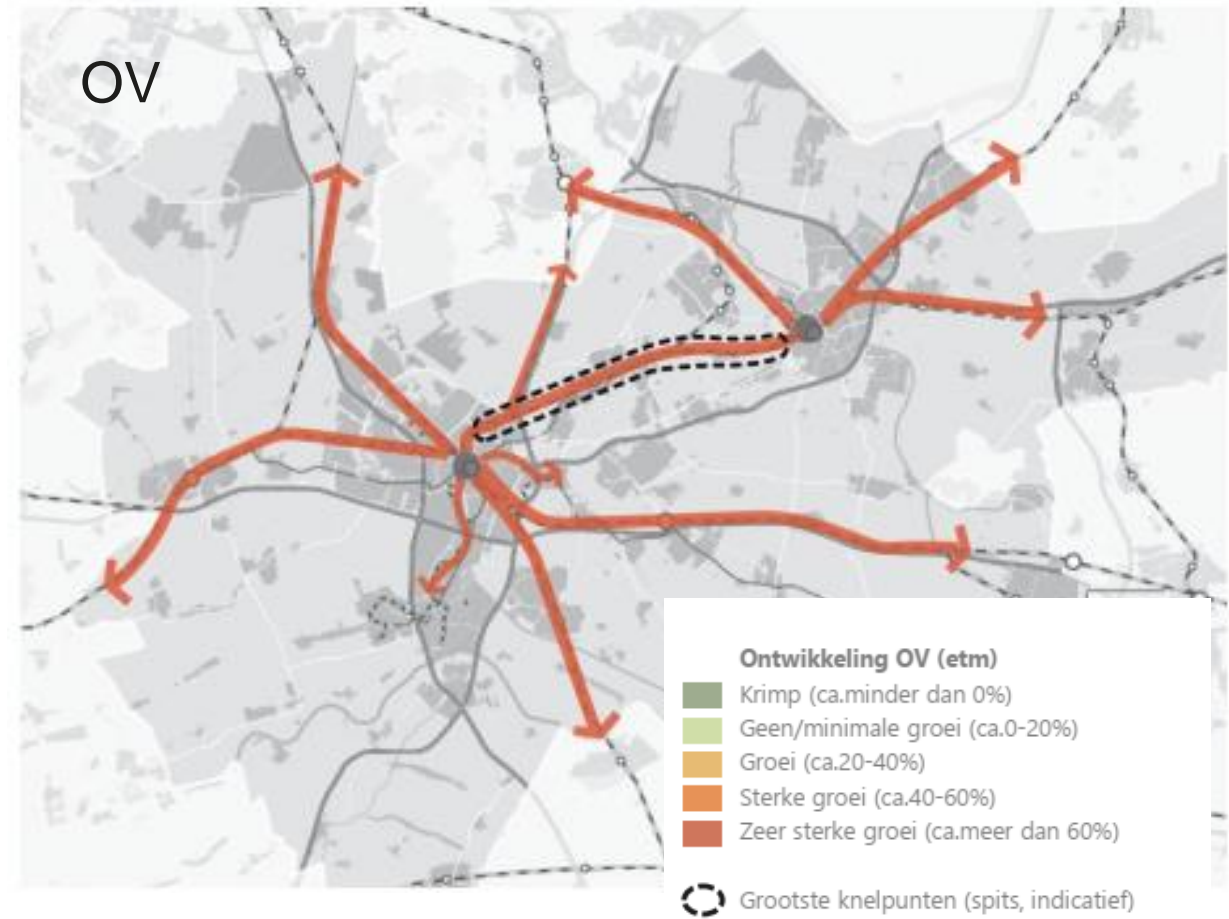 OV
Ontwikkeling OV (etm)
Krimp (ca.minder dan 0%)
Geen/minimale groei (ca.0-20%)
Groei (ca.20-40%)
Sterke groei (ca.40-60%)
Zeer sterke groei (ca.meer dan 60%)
Grootste knelpunten (spits, indicatief)